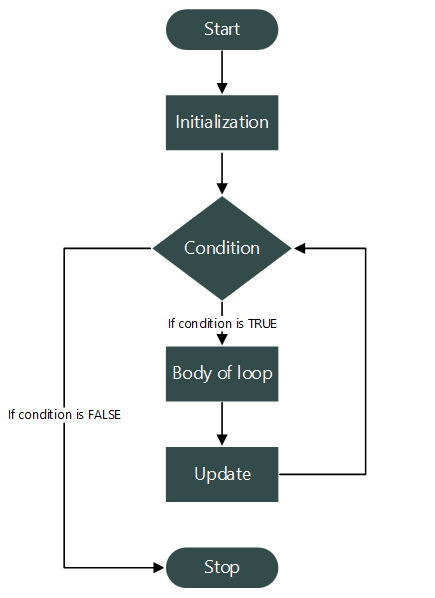 Start
Initialization
Condition
If condition is TRUE
Body of loop
If condition is FALSE
Update
Stop